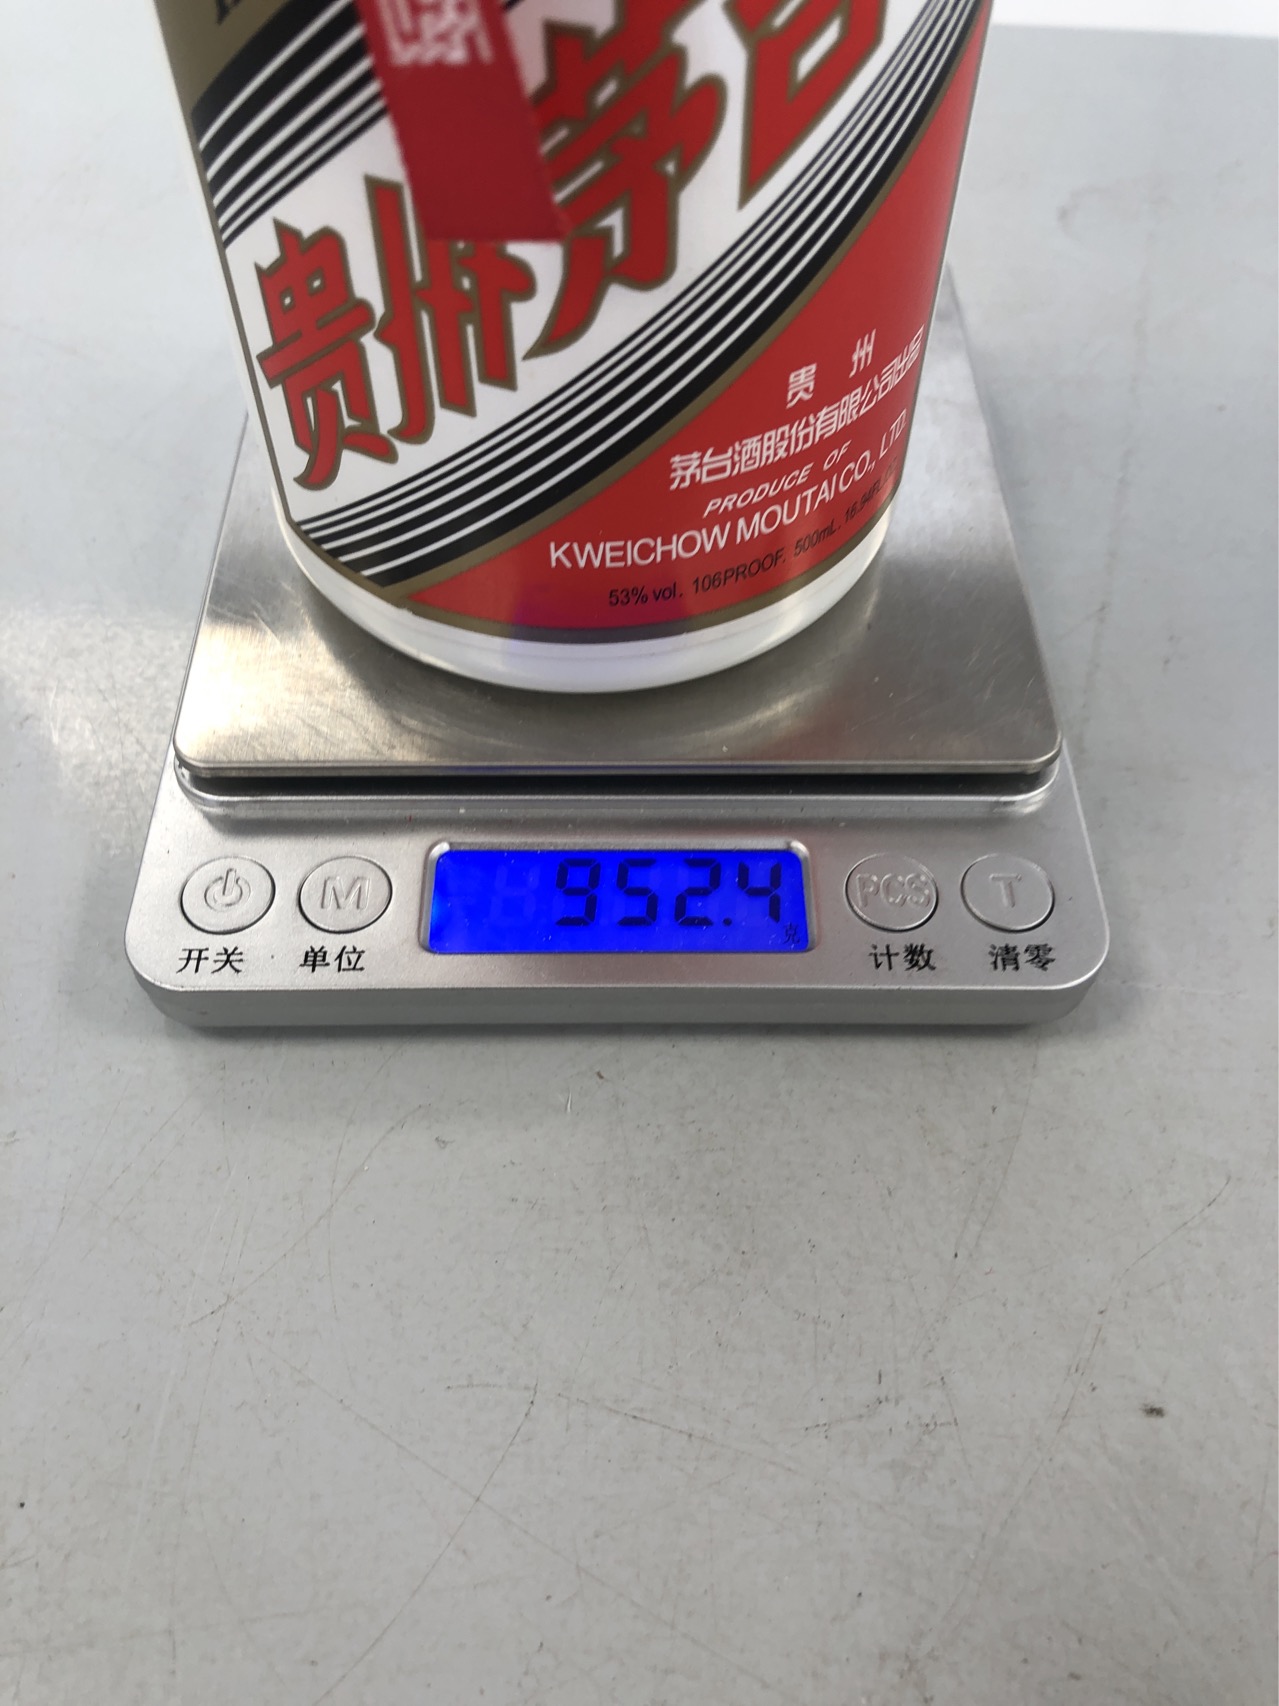 贵州茅台
贵州
茅台酒股份有限公司出品
PRODUCE OF
KWEICHOW MOUTAI CO., LTD.
53% vol. 106PROOF. 500mL.
952.4
克
M
PCS
T
开关
单位
计数
清零